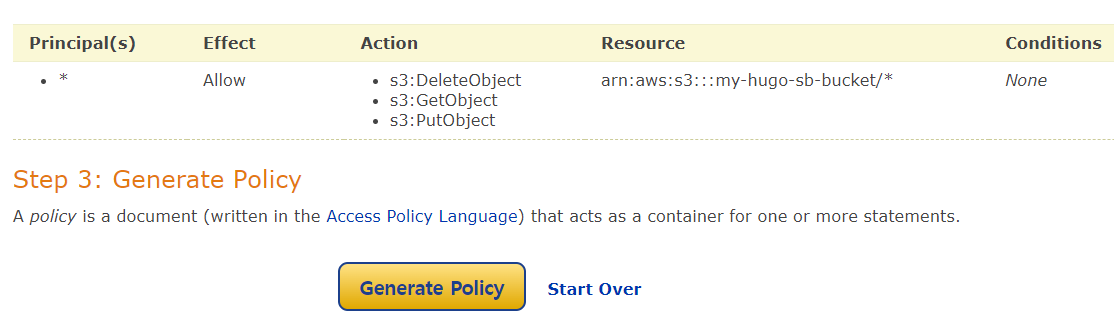 Principal(s) Effect Action Resource Conditions
• * Allow • s3:DeleteObject arn:aws:s3:::my-hugo-sb-bucket/* None
• s3:GetObject
• s3:PutObject
Step 3: Generate Policy
A policy is a document (written in the Access Policy Language) that acts as a container for one or more statements.
Generate Policy Start Over